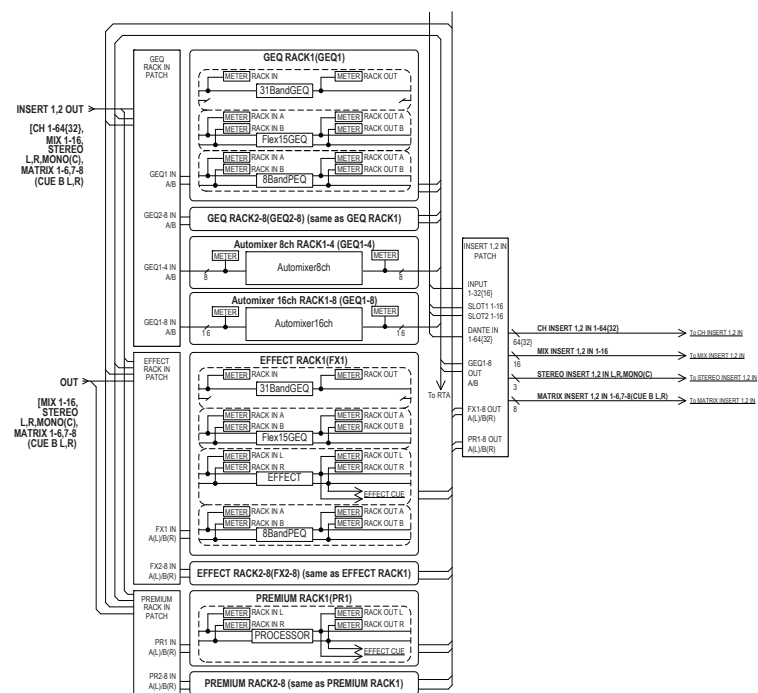 GEQ
RACK IN
PATCH
GEQ RACK1(GEQ1)
METER RACK IN
METER RACK OUT
31BandGEQ
INSERT 1,2 OUT
[CH 1-64{32},
MIX 1-16,
STEREO
L,R,MONO(C),
MATRIX 1-6,7-8
(CUE B L,R)
METER RACK IN A
METER RACK OUT A
METER RACK IN B
METER RACK OUT B
Flex15GEQ
METER RACK IN A
METER RACK OUT A
METER RACK IN B
METER RACK OUT B
8BandPEQ
GEQ1 IN
A/B
GEQ2-8 IN
A/B
GEQ RACK2-8(GEQ2-8) (same as GEQ RACK1)
Automixer 8ch RACK1-4 (GEQ1-4)
METER
METER
GEQ1-4 IN
A/B
8
Automixer8ch
8
Automixer 16ch RACK1-8 (GEQ1-8)
METER
METER
GEQ1-8 IN
A/B
16
Automixer16ch
16
EFFECT
RACK IN
PATCH
EFFECT RACK1(FX1)
METER RACK IN
METER RACK OUT
31BandGEQ
OUT
[MIX 1-16,
STEREO
L,R,MONO(C),
MATRIX 1-6,7-8
(CUE B L,R)
METER RACK IN A
METER RACK OUT A
METER RACK IN B
METER RACK OUT B
Flex15GEQ
METER RACK IN L
METER RACK OUT L
METER RACK IN R
METER RACK OUT R
EFFECT
EFFECT CUE
METER RACK IN A
METER RACK OUT A
METER RACK IN B
METER RACK OUT B
8BandPEQ
FX1 IN
A(L)/B(R)
FX2-8 IN
A(L)/B(R)
EFFECT RACK2-8(FX2-8) (same as EFFECT RACK1)
PREMIUM
RACK IN
PATCH
PREMIUM RACK1(PR1)
METER RACK IN L
METER RACK OUT L
METER RACK IN R
METER RACK OUT R
PROCESSOR
EFFECT CUE
PR1 IN
A(L)/B(R)
PR2-8 IN
A(L)/B(R)
PREMIUM RACK2-8 (same as PREMIUM RACK1)
To RTA
INSERT 1,2 IN
PATCH
INPUT
1-32{16}
SLOT1 1-16
SLOT2 1-16
DANTE IN
1-64{32}
GEQ1-8
OUT
A/B
FX1-8 OUT
A(L)/B(R)
PR1-8 OUT
A(L)/B(R)
CH INSERT 1,2 IN 1-64{32}
64{32}
To CH INSERT 1,2 IN
MIX INSERT 1,2 IN 1-16
16
To MIX INSERT 1,2 IN
STEREO INSERT 1,2 IN L,R,MONO(C)
3
To STEREO INSERT 1,2 IN
MATRIX INSERT 1,2 IN 1-6,7-8(CUE B L,R)
8
To MATRIX INSERT 1,2 IN